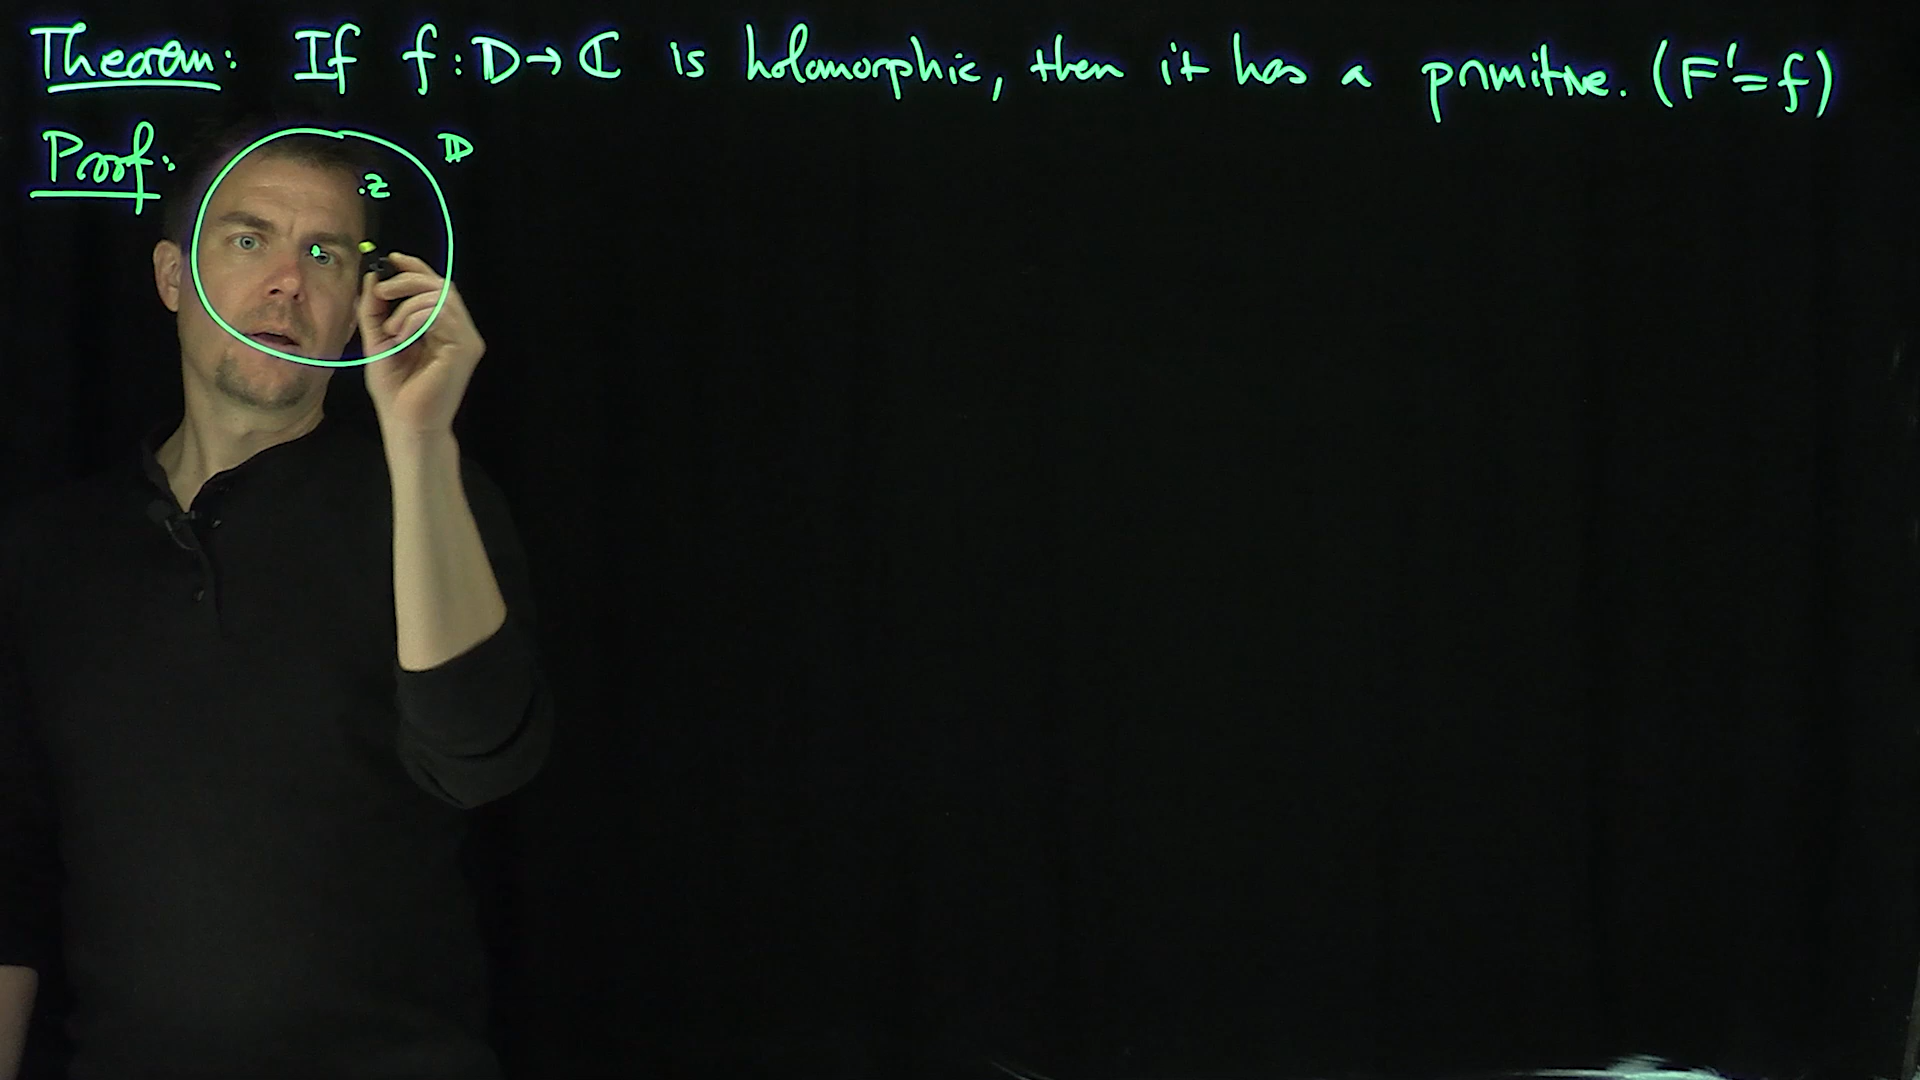 Theorem: If f: 𝔻→ℂ is holomorphic, then it has a primitive. (F'=f)
Proof:
𝔻
.z